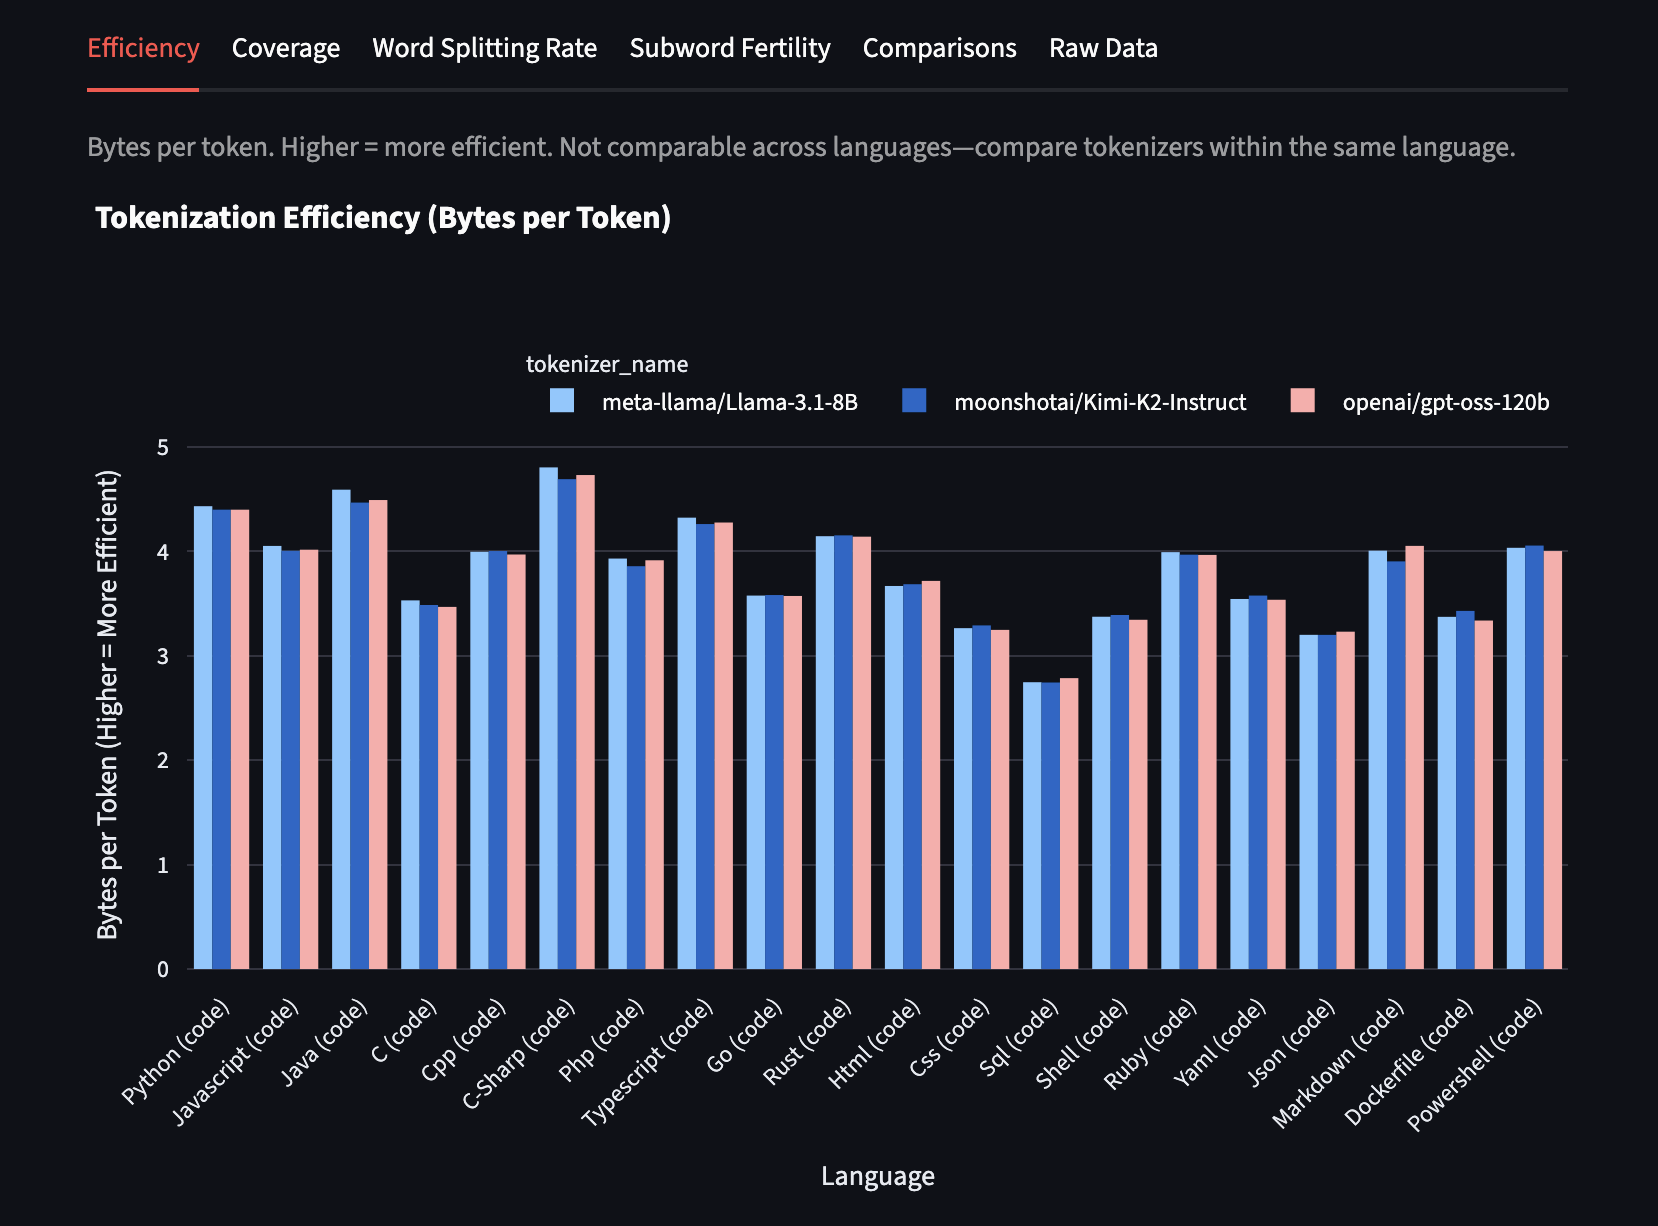 Efficiency Coverage Word Splitting Rate Subword Fertility Comparisons Raw Data
Bytes per token. Higher = more efficient. Not comparable across languages—compare tokenizers within the same language.
Tokenization Efficiency (Bytes per Token)
tokenizer_name
meta-llama/Llama-3.1-8B moonshotai/Kimi-K2-Instruct openai/gpt-oss-120b
Bytes per Token (Higher = More Efficient)
5
4
3
2
1
0
Python (code)
Javascript (code)
Java (code)
C (code)
Cpp (code)
C-Sharp (code)
Php (code)
Typescript (code)
Go (code)
Rust (code)
Html (code)
Css (code)
Sql (code)
Shell (code)
Ruby (code)
Yaml (code)
Json (code)
Markdown (code)
Dockerfile (code)
Powershell (code)
Language